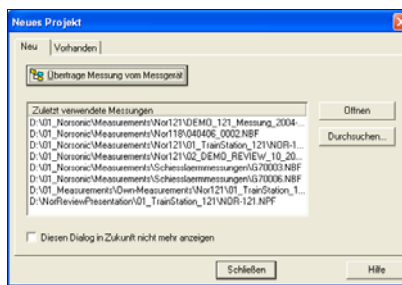 Neues Projekt
Neu
Vorhanden
Übertrage Messung vom Messgerät
Zuletzt verwendete Messungen
D:\01_Norsonic\Measurements\Nor121\DEMO_121_Messung_2004-...
D:\01_Norsonic\Measurements\Nor118\040406_0002.NBF
D:\01_Norsonic\Measurements\Nor121\01_TrainStation_121\NOR-1...
D:\01_Norsonic\Measurements\Nor121\02_DEMO_REVIEW_10_20...
D:\01_Norsonic\Measurements\Schiesslaermmessungen\G70003.NBF
D:\01_Norsonic\Measurements\Schiesslaermmessungen\G70006.NBF
D:\01_Measurements\Own-Measurements\Nor121\01_TrainStation_1...
D:\NorReviewPresentation\01_TrainStation_121\NOR-121.NPF
Öffnen
Durchsuchen...
Diesen Dialog in Zukunft nicht mehr anzeigen
Schließen
Hilfe